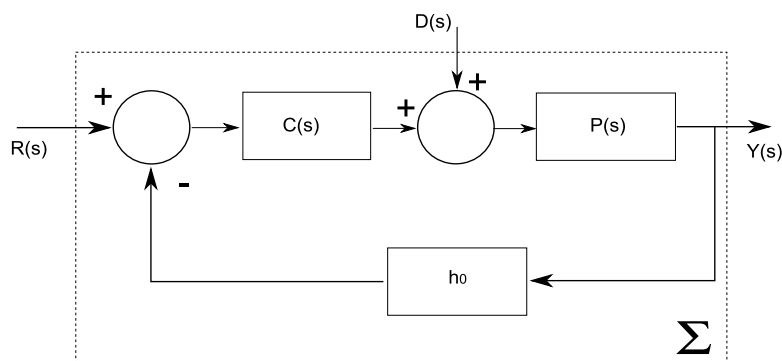 D(s)
+
+
+
C(s)
P(s)
R(s)
Y(s)
-
h₀
Σ